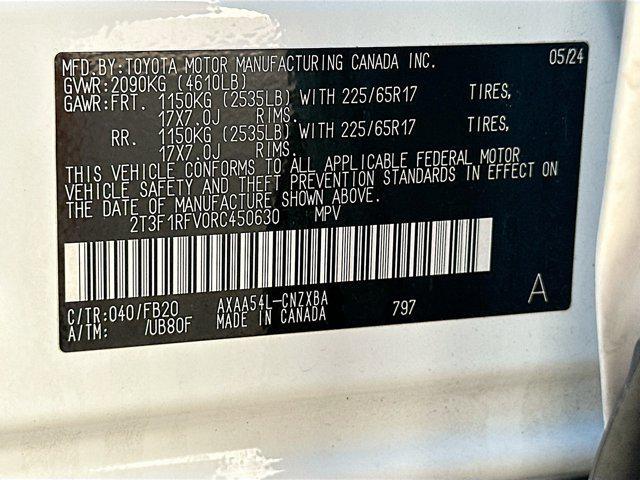 MFD.BY:TOYOTA MOTOR MANUFACTURING CANADA INC. 05/24
GVWR:2090KG (4610LB)
GAWR:FRT. 1150KG (2535LB) WITH 225/65R17 TIRES,
17X7.0J RIMS.
RR. 1150KG (2535LB) WITH 225/65R17 TIRES,
17X7.0J RIMS.
THIS VEHICLE CONFORMS TO ALL APPLICABLE FEDERAL MOTOR
VEHICLE SAFETY AND THEFT PREVENTION STANDARDS IN EFFECT ON
THE DATE OF MANUFACTURE SHOWN ABOVE.
2T3F1RFV0RC450630 MPV
C/TR:040/FB20 AXAA54L-CNZXBA 797 A
A/TM: /UB80F MADE IN CANADA